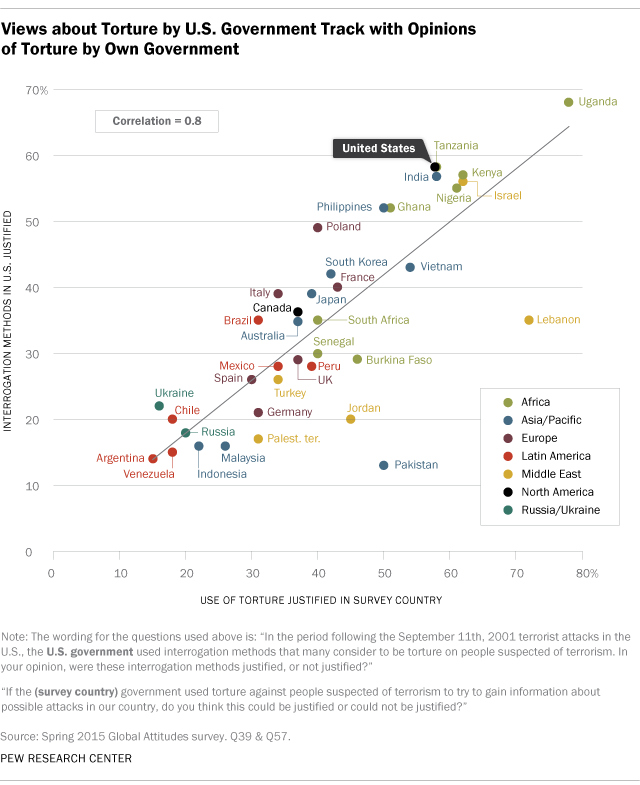 Views about Torture by U.S. Government Track with Opinions
of Torture by Own Government
70%
Uganda
Correlation = 0.8
Tanzania
United States
60
India
Kenya
Nigeria
Israel
Philippines
Ghana
50
Poland
South Korea
Vietnam
France
40
Italy
Japan
Canada
Brazil
South Africa
Lebanon
Australia
Senegal
30
Burkina Faso
Mexico
Peru
Spain
UK
Turkey
Ukraine
Chile
Germany
Jordan
20
Russia
Palest. ter.
Argentina
Malaysia
Pakistan
Venezuela
Indonesia
10
0
INTERROGATION METHODS IN U.S. JUSTIFIED
Africa
Asia/Pacific
Europe
Latin America
Middle East
North America
Russia/Ukraine
0 10 20 30 40 50 60 70 80%
USE OF TORTURE JUSTIFIED IN SURVEY COUNTRY
Note: The wording for the questions used above is: “In the period following the September 11th, 2001 terrorist attacks in the
U.S., the U.S. government used interrogation methods that many consider to be torture on people suspected of terrorism. In
your opinion, were these interrogation methods justified, or not justified?”
“If the (survey country) government used torture against people suspected of terrorism to try to gain information about
possible attacks in our country, do you think this could be justified or could not be justified?”
Source: Spring 2015 Global Attitudes survey. Q39 & Q57.
PEW RESEARCH CENTER